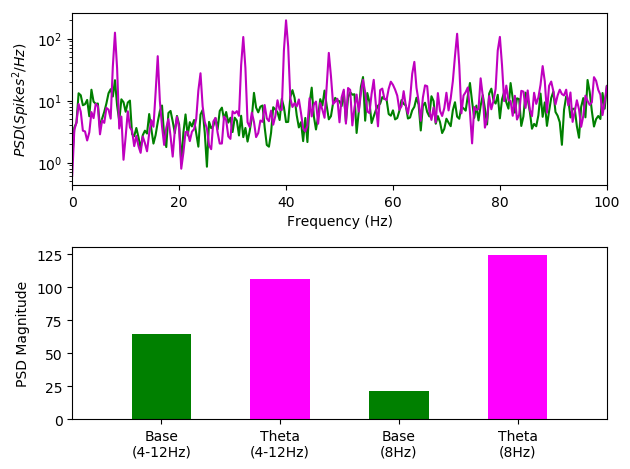 10²
10¹
10⁰
PSD(Spikes²/Hz)
0 20 40 60 80 100
Frequency (Hz)
125
100
75
50
25
0
PSD Magnitude
Base Theta Base Theta
(4-12Hz) (4-12Hz) (8Hz) (8Hz)